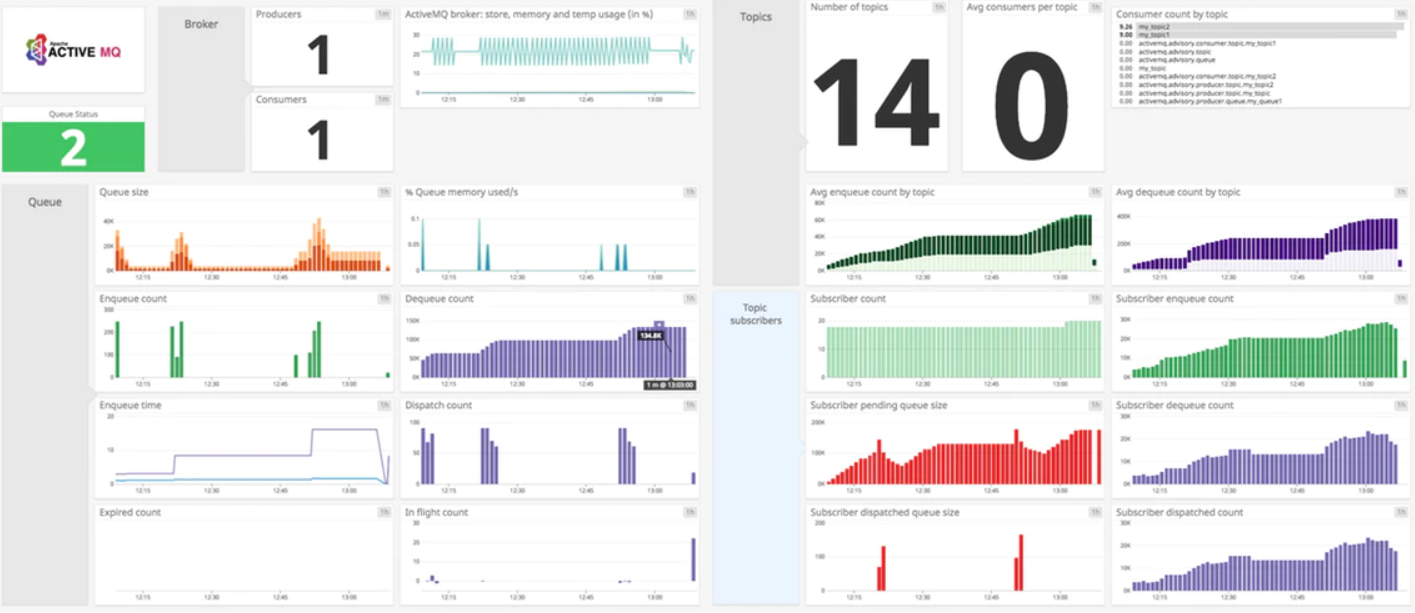 Apache
ACTIVE MQ
Queue Status
2
Broker
Producers
1m
1
Consumers
1m
1
ActiveMQ broker: store, memory and temp usage (in %)
1h
30
20
10
0
12:15
12:30
12:45
13:00
Topics
Number of topics
1h
14
Avg consumers per topic
1h
0
Consumer count by topic
1h
9.26 my_topic2
9.00 my_topic1
0.00 activemq.advisory.consumer.topic.my_topic1
0.00 activemq.advisory.topic
0.00 activemq.advisory.queue
0.00 my_topic
0.00 activemq.advisory.consumer.topic.my_topic2
0.00 activemq.advisory.producer.topic.my_topic2
0.00 activemq.advisory.producer.topic.my_topic
0.00 activemq.advisory.producer.queue.my_queue1
Queue
Queue size
1h
40K
20K
0K
12:15
12:30
12:45
13:00
% Queue memory used/s
1h
0.1
0.05
0
12:15
12:30
12:45
13:00
Enqueue count
1h
300
200
100
0
12:15
12:30
12:45
13:00
Dequeue count
1h
150K
100K
50K
0K
134.8K
12:15
12:30
12:45
13:00
1 m @ 13:03:00
Enqueue time
1h
20
10
0
12:15
12:30
12:45
13:00
Dispatch count
1h
100
50
0
12:15
12:30
12:45
13:00
Expired count
1h
12:15
12:30
12:45
13:00
In flight count
1h
30
20
10
0
12:15
12:30
12:45
13:00
Avg enqueue count by topic
1h
80K
60K
40K
20K
0K
12:15
12:30
12:45
13:00
Avg dequeue count by topic
1h
400K
200K
0K
12:15
12:30
12:45
13:00
Topic
subscribers
Subscriber count
1h
20
10
0
12:15
12:30
12:45
13:00
Subscriber enqueue count
1h
30K
20K
10K
0K
12:15
12:30
12:45
13:00
Subscriber pending queue size
1h
200K
100K
0K
12:15
12:30
12:45
13:00
Subscriber dequeue count
1h
30K
20K
10K
0K
12:15
12:30
12:45
13:00
Subscriber dispatched queue size
1h
200
100
0
12:15
12:30
12:45
13:00
Subscriber dispatched count
1h
30K
20K
10K
0K
12:15
12:30
12:45
13:00